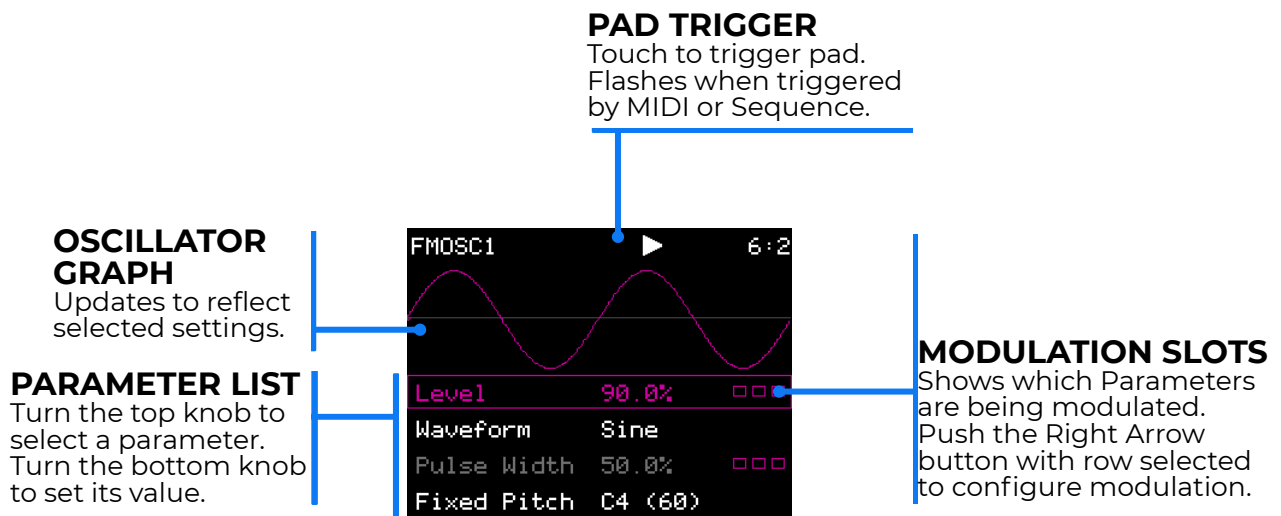 PAD TRIGGER
Touch to trigger pad.
Flashes when triggered
by MIDI or Sequence.
OSCILLATOR
GRAPH
Updates to reflect
selected settings.
PARAMETER LIST
Turn the top knob to
select a parameter.
Turn the bottom knob
to set its value.
FMOSC1 6:2
Level 90.0%
Waveform Sine
Pulse Width 50.0%
Fixed Pitch C4 (60)
MODULATION SLOTS
Shows which Parameters
are being modulated.
Push the Right Arrow
button with row selected
to configure modulation.